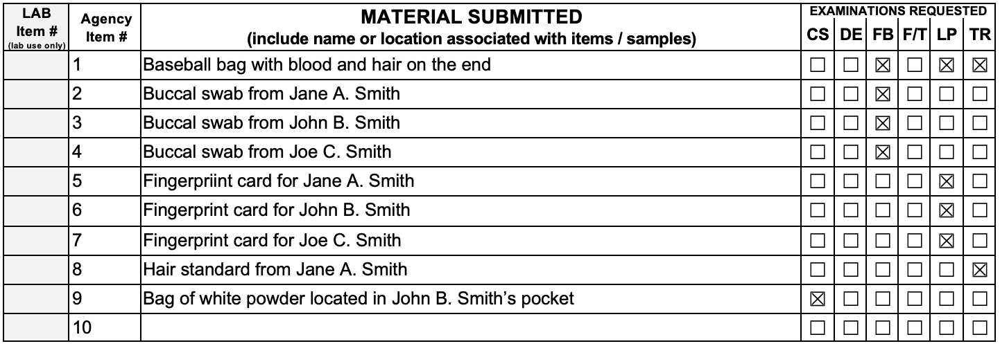 LAB Item # (lab use only) Agency Item # MATERIAL SUBMITTED (include name or location associated with items / samples) EXAMINATIONS REQUESTED
CS DE FB F/T LP TR
1 Baseball bag with blood and hair on the end ☐ ☐ ☒ ☐ ☒ ☒
2 Buccal swab from Jane A. Smith ☐ ☐ ☒ ☐ ☐ ☐
3 Buccal swab from John B. Smith ☐ ☐ ☒ ☐ ☐ ☐
4 Buccal swab from Joe C. Smith ☐ ☐ ☒ ☐ ☐ ☐
5 Fingerpriint card for Jane A. Smith ☐ ☐ ☐ ☐ ☒ ☐
6 Fingerprint card for John B. Smith ☐ ☐ ☐ ☐ ☒ ☐
7 Fingerprint card for Joe C. Smith ☐ ☐ ☐ ☐ ☒ ☐
8 Hair standard from Jane A. Smith ☐ ☐ ☐ ☐ ☐ ☒
9 Bag of white powder located in John B. Smith’s pocket ☒ ☐ ☐ ☐ ☐ ☐
10 ☐ ☐ ☐ ☐ ☐ ☐